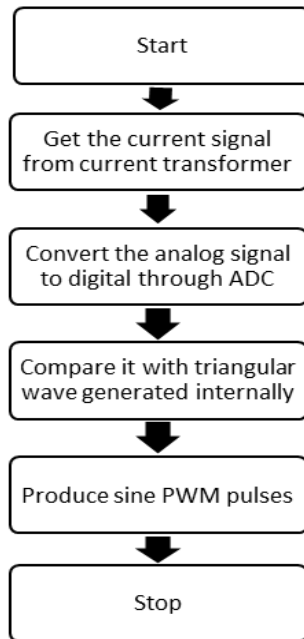 Start
Get the current signal
from current transformer
Convert the analog signal
to digital through ADC
Compare it with triangular
wave generated internally
Produce sine PWM pulses
Stop